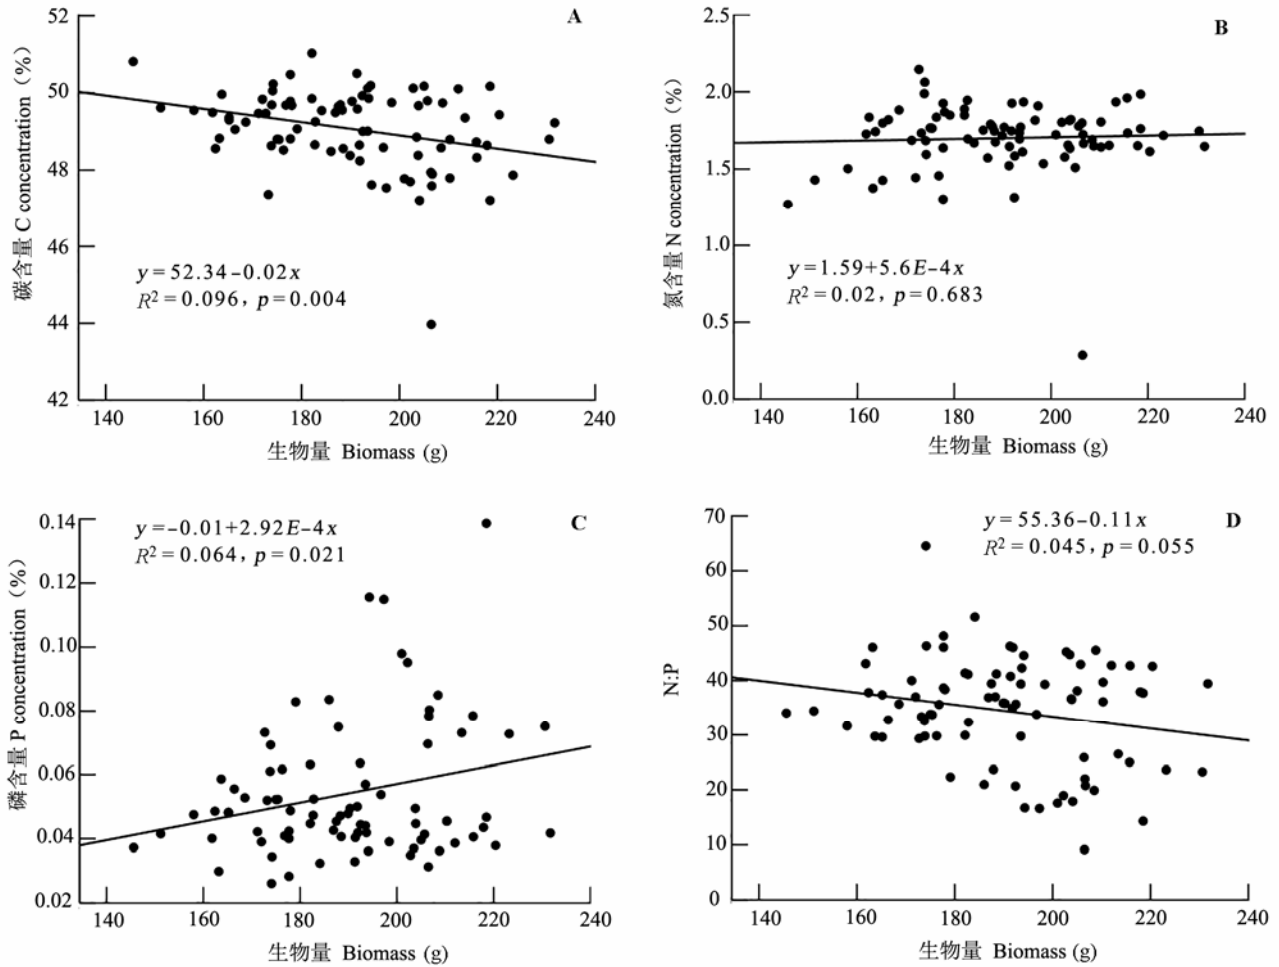 A
碳含量 C concentration (%)
52
50
48
46
44
42
y=52.34-0.02x
R²=0.096, p=0.004
140 160 180 200 220 240
生物量 Biomass (g)
B
氮含量 N concentration (%)
2.5
2.0
1.5
1.0
0.5
0.0
y=1.59+5.6E-4x
R²=0.02, p=0.683
140 160 180 200 220 240
生物量 Biomass (g)
C
磷含量 P concentration (%)
y=-0.01+2.92E-4x
R²=0.064, p=0.021
0.14
0.12
0.10
0.08
0.06
0.04
0.02
140 160 180 200 220 240
生物量 Biomass (g)
D
N:P
y=55.36-0.11x
R²=0.045, p=0.055
70
60
50
40
30
20
10
0
140 160 180 200 220 240
生物量 Biomass (g)